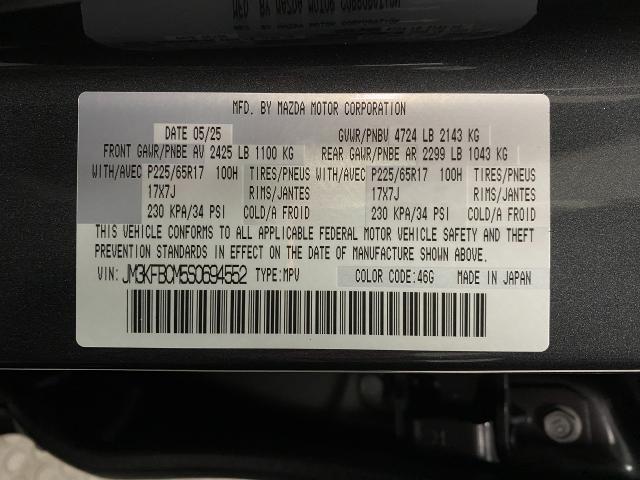 MFD. BY MAZDA MOTOR CORPORATION
DATE 05/25 GVWR/PNBV 4724 LB 2143 KG
FRONT GAWR/PNBE AV 2425 LB 1100 KG REAR GAWR/PNBE AR 2299 LB 1043 KG
WITH/AVEC P225/65R17 100H TIRES/PNEUS WITH/AVEC P225/65R17 100H TIRES/PNEUS
17X7J RIMS/JANTES 17X7J RIMS/JANTES
230 KPA/34 PSI COLD/A FROID 230 KPA/34 PSI COLD/A FROID
THIS VEHICLE CONFORMS TO ALL APPLICABLE FEDERAL MOTOR VEHICLE SAFETY AND THEFT
PREVENTION STANDARDS IN EFFECT ON THE DATE OF MANUFACTURE SHOWN ABOVE.
VIN: JM3KFBCM5S0694552 TYPE:MPV COLOR CODE:46G MADE IN JAPAN